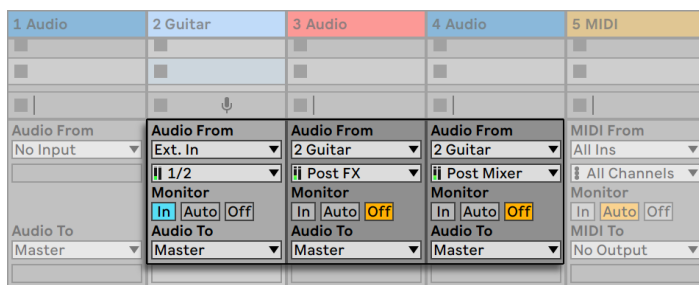 1 Audio 2 Guitar 3 Audio 4 Audio 5 MIDI
Audio From Audio From Audio From Audio From MIDI From
No Input Ext. In 2 Guitar 2 Guitar All Ins
1/2 Post FX Post Mixer All Channels
Monitor Monitor Monitor Monitor
In Auto Off In Auto Off In Auto Off In Auto Off
Audio To Audio To Audio To Audio To MIDI To
Master Master Master Master No Output